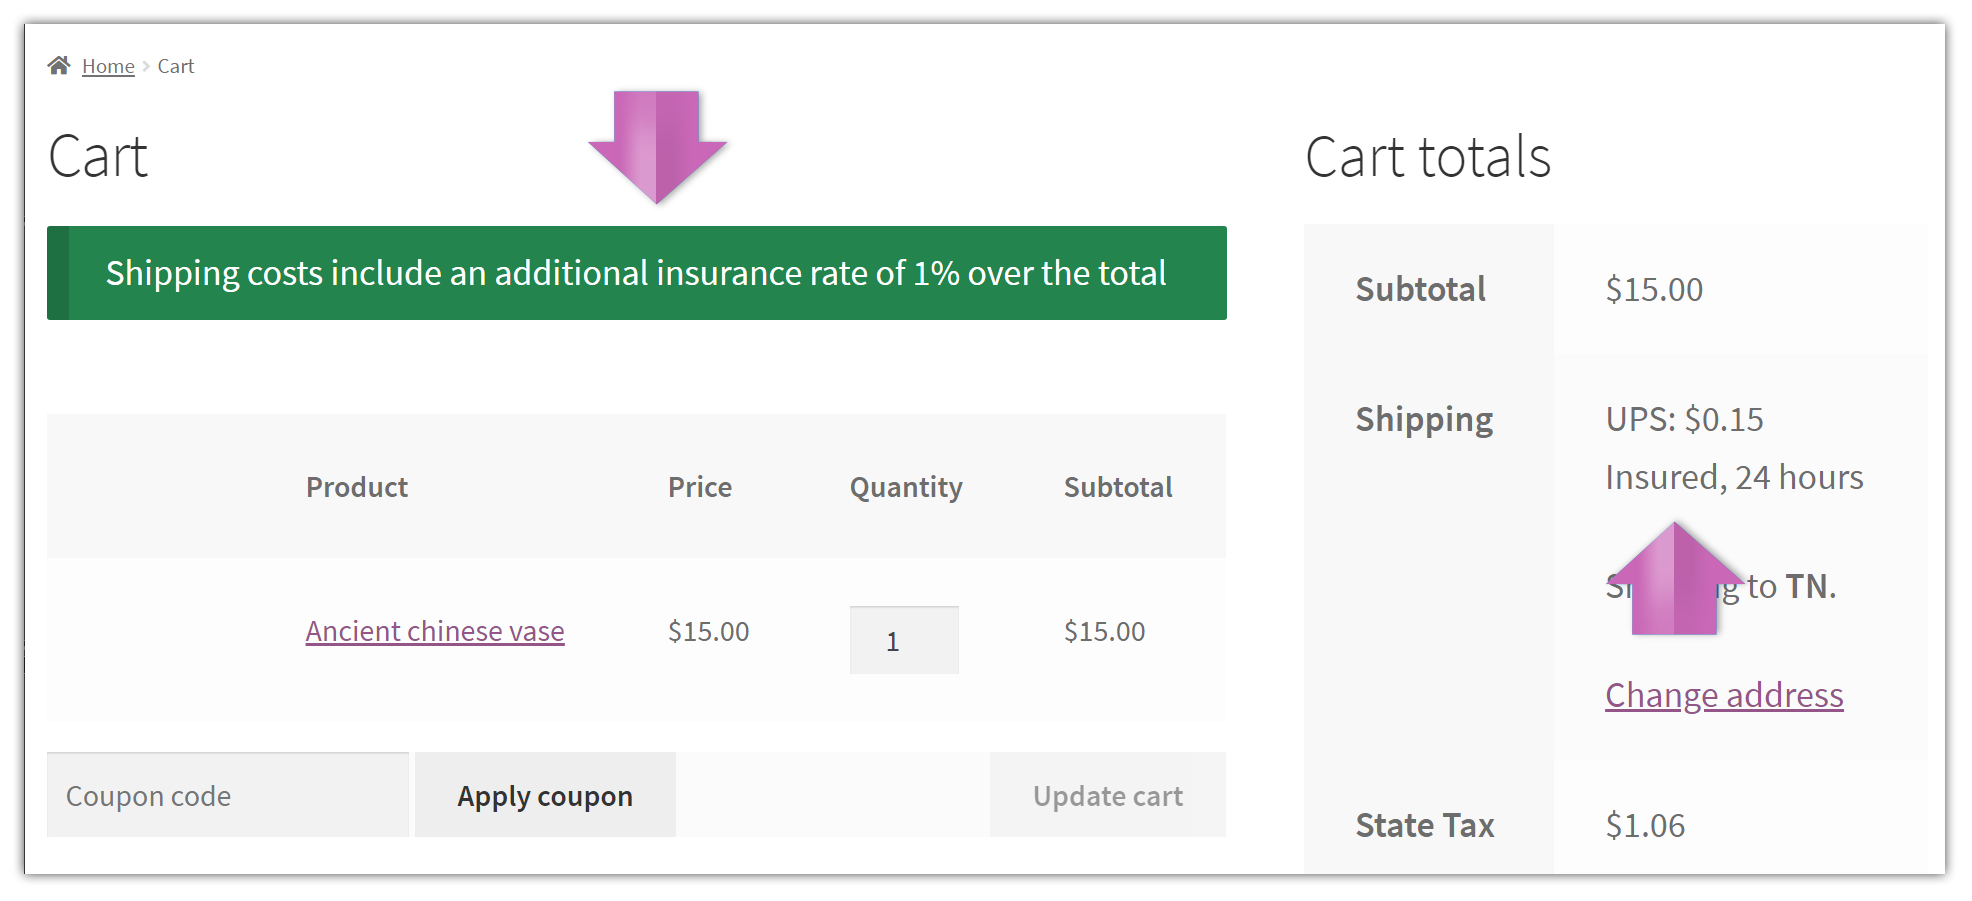 Home > Cart
Cart
Shipping costs include an additional insurance rate of 1% over the total
Product Price Quantity Subtotal
Ancient chinese vase $15.00 1 $15.00
Coupon code Apply coupon Update cart
Cart totals
Subtotal $15.00
Shipping UPS: $0.15
Insured, 24 hours
to TN.
Change address
State Tax $1.06